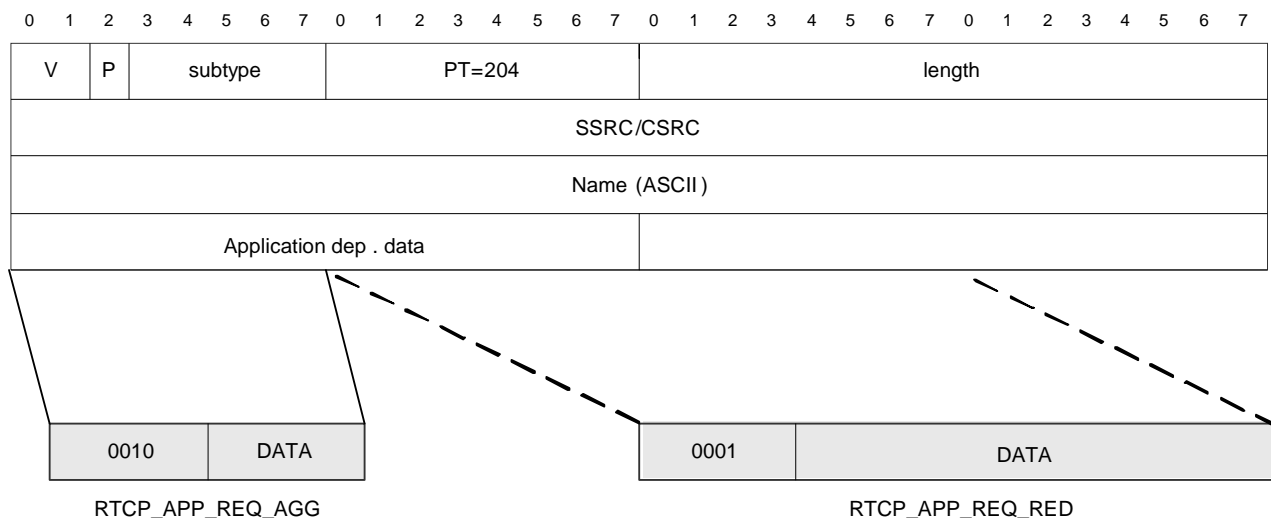 0 1 2 3 4 5 6 7 0 1 2 3 4 5 6 7 0 1 2 3 4 5 6 7 0 1 2 3 4 5 6 7
V P subtype PT=204 length
SSRC/CSRC
Name (ASCII)
Application dep . data
0010 DATA 0001 DATA
RTCP_APP_REQ_AGG RTCP_APP_REQ_RED